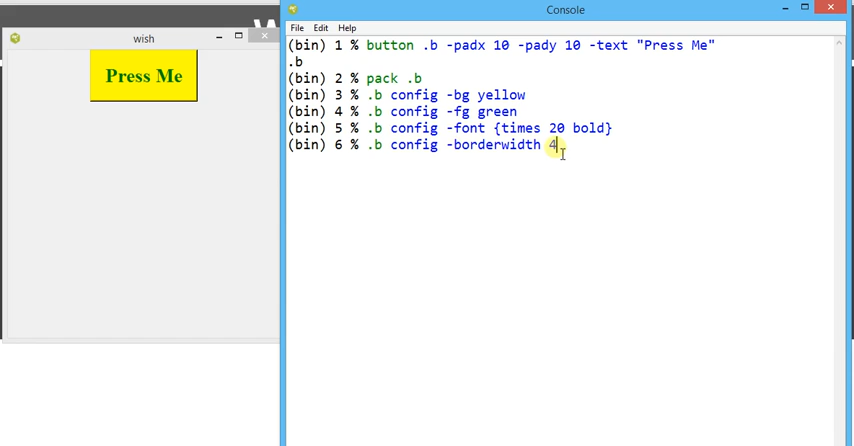 wish
Press Me
Console
File Edit Help
(bin) 1 % button .b -padx 10 -pady 10 -text "Press Me"
.b
(bin) 2 % pack .b
(bin) 3 % .b config -bg yellow
(bin) 4 % .b config -fg green
(bin) 5 % .b config -font {times 20 bold}
(bin) 6 % .b config -borderwidth 4